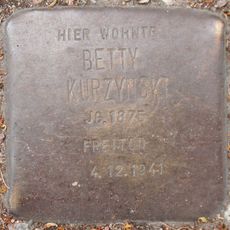 HIER WOHNTE
BETTY
KURZYNSKI
JG. 1875
FREITOD
4.12.1941